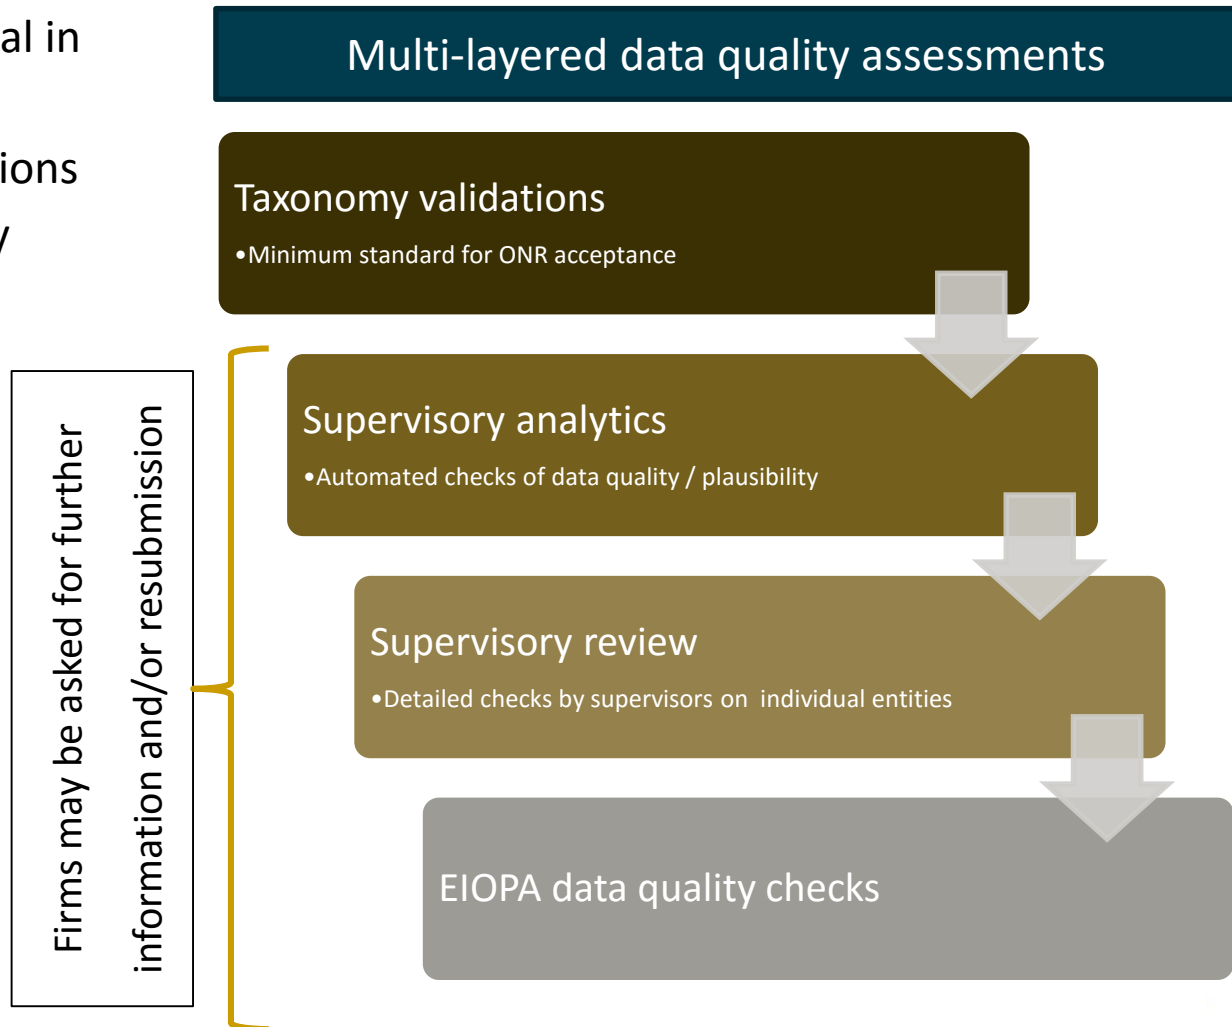 al in
ions
y
Multi-layered data quality assessments
Taxonomy validations
•Minimum standard for ONR acceptance
Supervisory analytics
•Automated checks of data quality / plausibility
Supervisory review
•Detailed checks by supervisors on individual entities
EIOPA data quality checks
Firms may be asked for further
information and/or resubmission